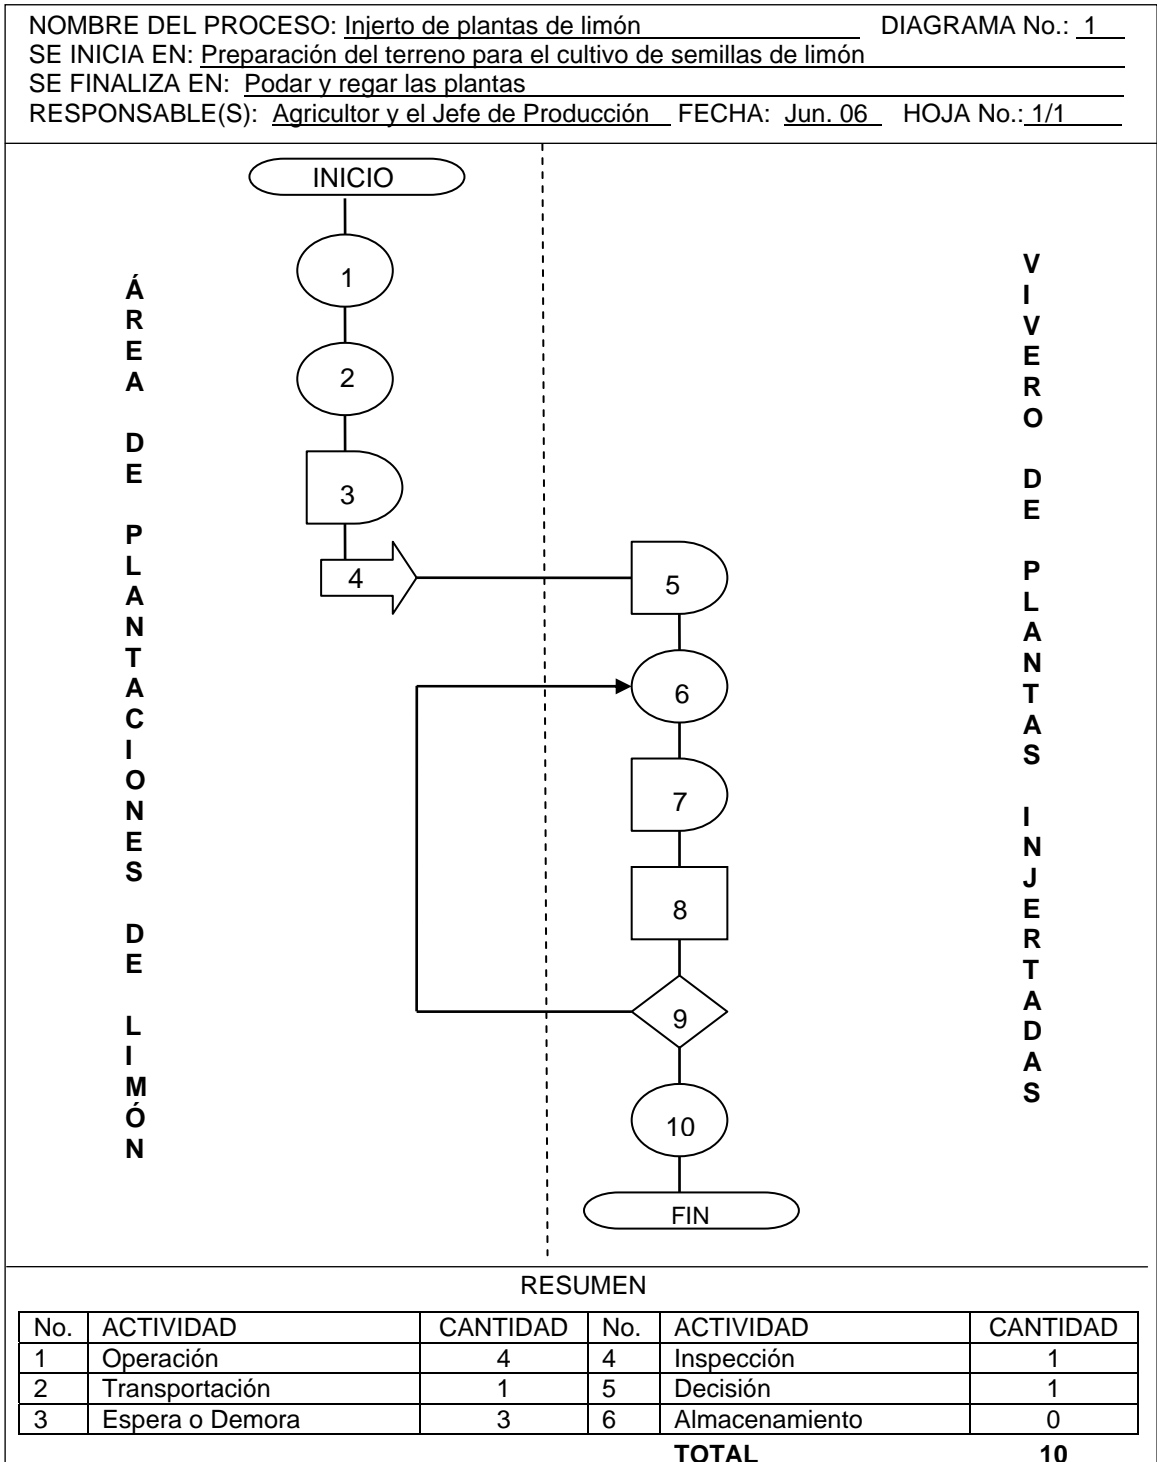 NOMBRE DEL PROCESO: Injerto de plantas de limón DIAGRAMA No.: 1
SE INICIA EN: Preparación del terreno para el cultivo de semillas de limón
SE FINALIZA EN: Podar y regar las plantas
RESPONSABLE(S): Agricultor y el Jefe de Producción FECHA: Jun. 06 HOJA No.: 1/1
ÁREA DE PLANTACIONES DE LIMÓN
INICIO
1
2
3
4
5
6
7
8
9
10
FIN
VIVERO DE PLANTAS INJERTADAS
RESUMEN
No. ACTIVIDAD CANTIDAD No. ACTIVIDAD CANTIDAD
1 Operación 4 4 Inspección 1
2 Transportación 1 5 Decisión 1
3 Espera o Demora 3 6 Almacenamiento 0
TOTAL 10